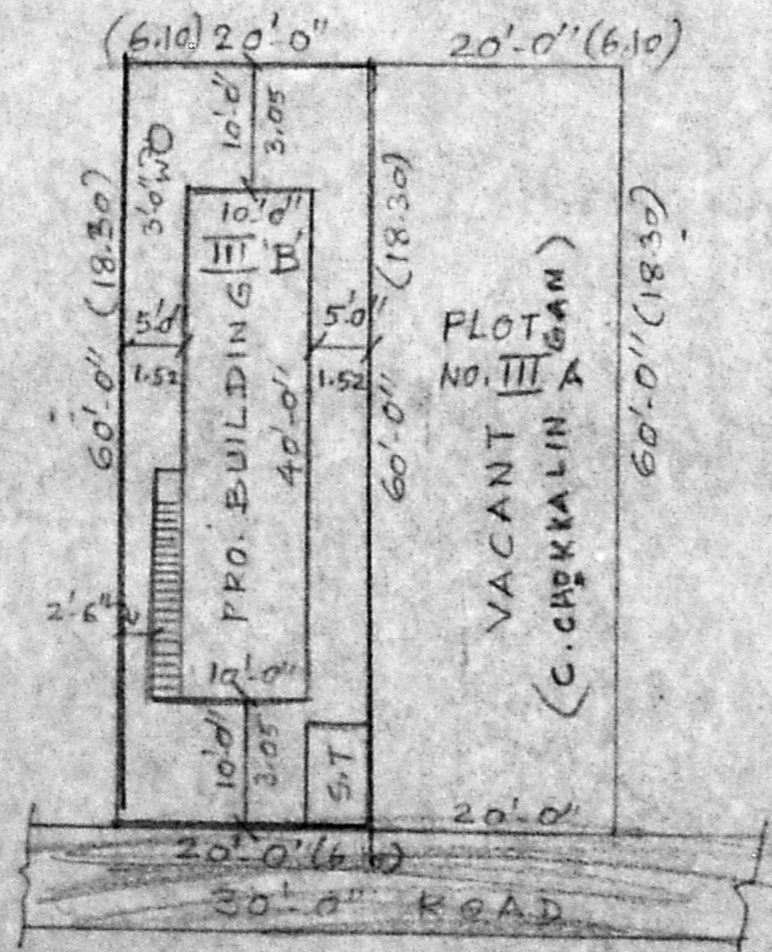 (6.10) 20'-0"
20'-0" (6.10)
10'-0"
3.05
3'-0" W
60'-0" (18.30)
10'-0"
III 'B'
PRO. BUILDING
40'-0"
5'-0"
1.52
5'-0"
1.52
60'-0" (18.30)
PLOT
NO. III A
VACANT
(C. CHOKKALINGAM)
60'-0" (18.30)
2'-6"
10'-0"
10'-0"
3.05
S.T
20'-0"
20'-0"
30'-0" ROAD